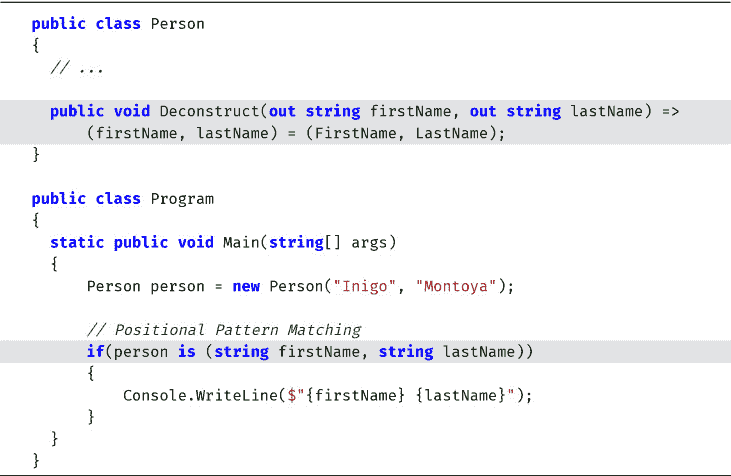 public class Person
{
  // ...
  public void Deconstruct(out string firstName, out string lastName) =>
      (firstName, lastName) = (FirstName, LastName);
}
public class Program
{
  static public void Main(string[] args)
  {
      Person person = new Person("Inigo", "Montoya");
      // Positional Pattern Matching
      if(person is (string firstName, string lastName))
      {
          Console.WriteLine($"{firstName} {lastName}");
      }
  }
}